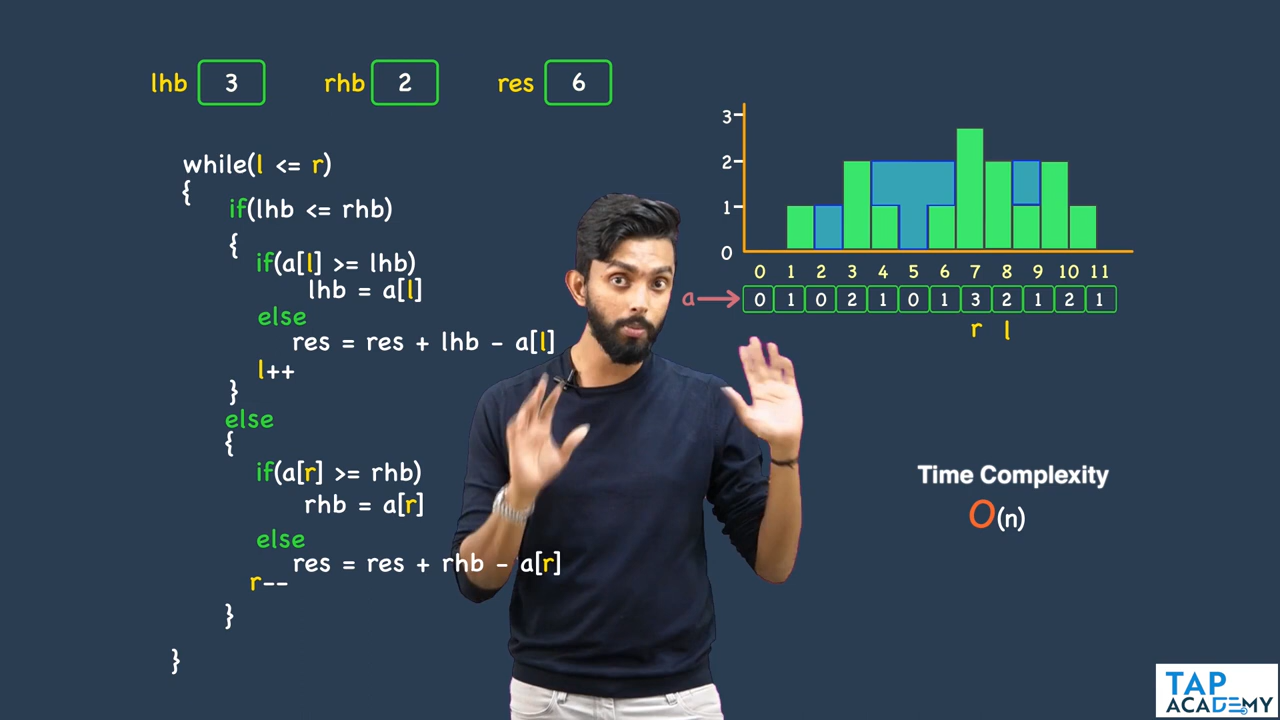 lhb 3 rhb 2 res 6
while(l <= r)
{
if(lhb <= rhb)
{
if(a[l] >= lhb)
lhb = a[l]
else
res = res + lhb - a[l]
l++
}
else
{
if(a[r] >= rhb)
rhb = a[r]
else
res = res + rhb - a[r]
r--
}
}
3
2
1
0
0 1 2 3 4 5 6 7 8 9 10 11
a 0 1 0 2 1 0 1 3 2 1 2 1
r l
Time Complexity
O(n)
TAP
ACADEMY